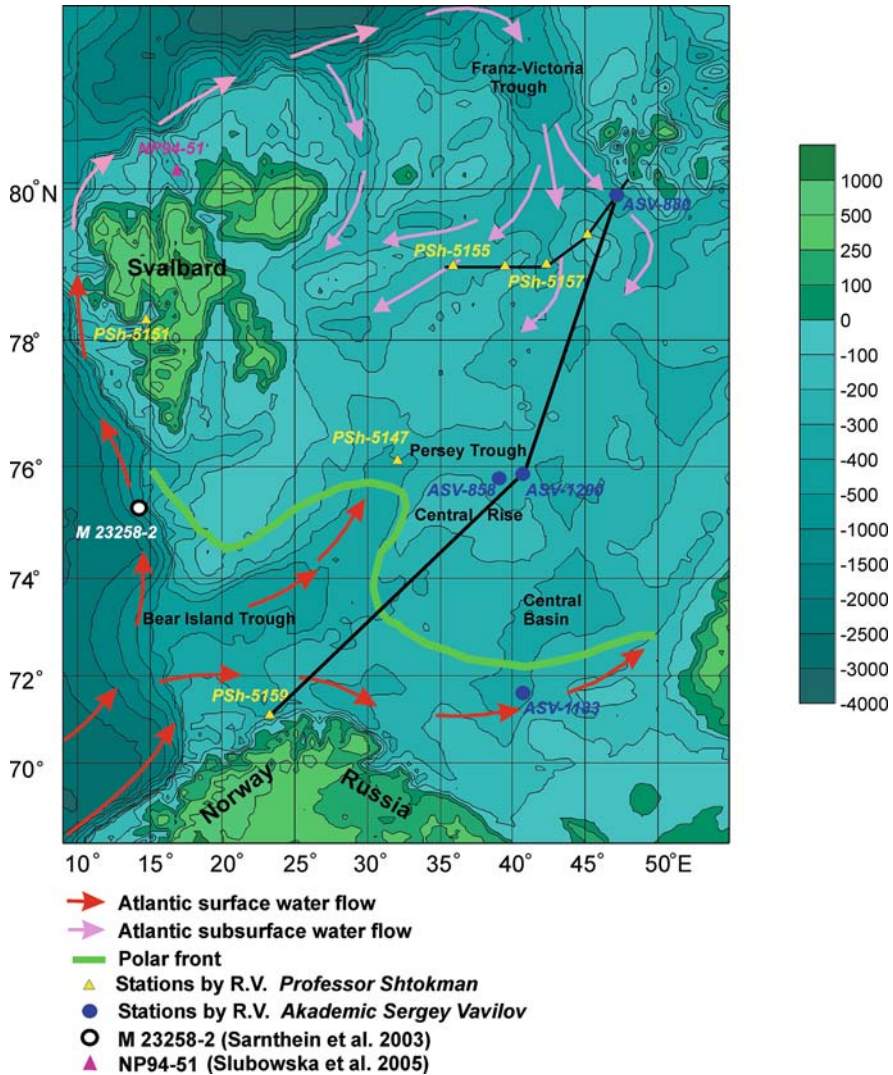 Franz-Victoria
Trough
NP94-51
80°N
ASV-880
PSh-5155
PSh-5157
Svalbard
PSh-5151
78°
PSh-5147
Persey Trough
76°
ASV-858
ASV-1200
Central Rise
M 23258-2
74°
Bear Island Trough
Central
Basin
72°
PSh-5159
ASV-1183
70°
Norway
Russia
10°
15°
20°
25°
30°
35°
40°
45°
50°E
1000
500
250
100
0
-100
-200
-300
-400
-500
-1000
-2000
-2500
-3000
-4000
Atlantic surface water flow
Atlantic subsurface water flow
Polar front
Stations by R.V. Professor Shtokman
Stations by R.V. Akademic Sergey Vavilov
M 23258-2 (Sarnthein et al. 2003)
NP94-51 (Slubowska et al. 2005)